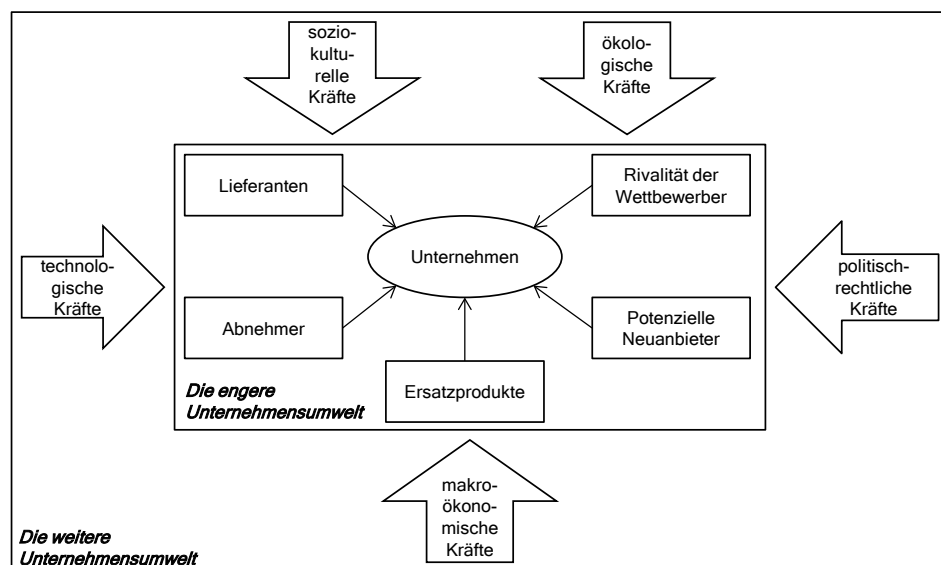 sozio-
kultu-
relle
Kräfte
ökolo-
gische
Kräfte
Lieferanten
Rivalität der
Wettbewerber
Unternehmen
technolo-
gische
Kräfte
politisch-
rechtliche
Kräfte
Abnehmer
Potenzielle
Neuanbieter
Ersatzprodukte
Die engere
Unternehmensumwelt
makro-
ökono-
mische
Kräfte
Die weitere
Unternehmensumwelt